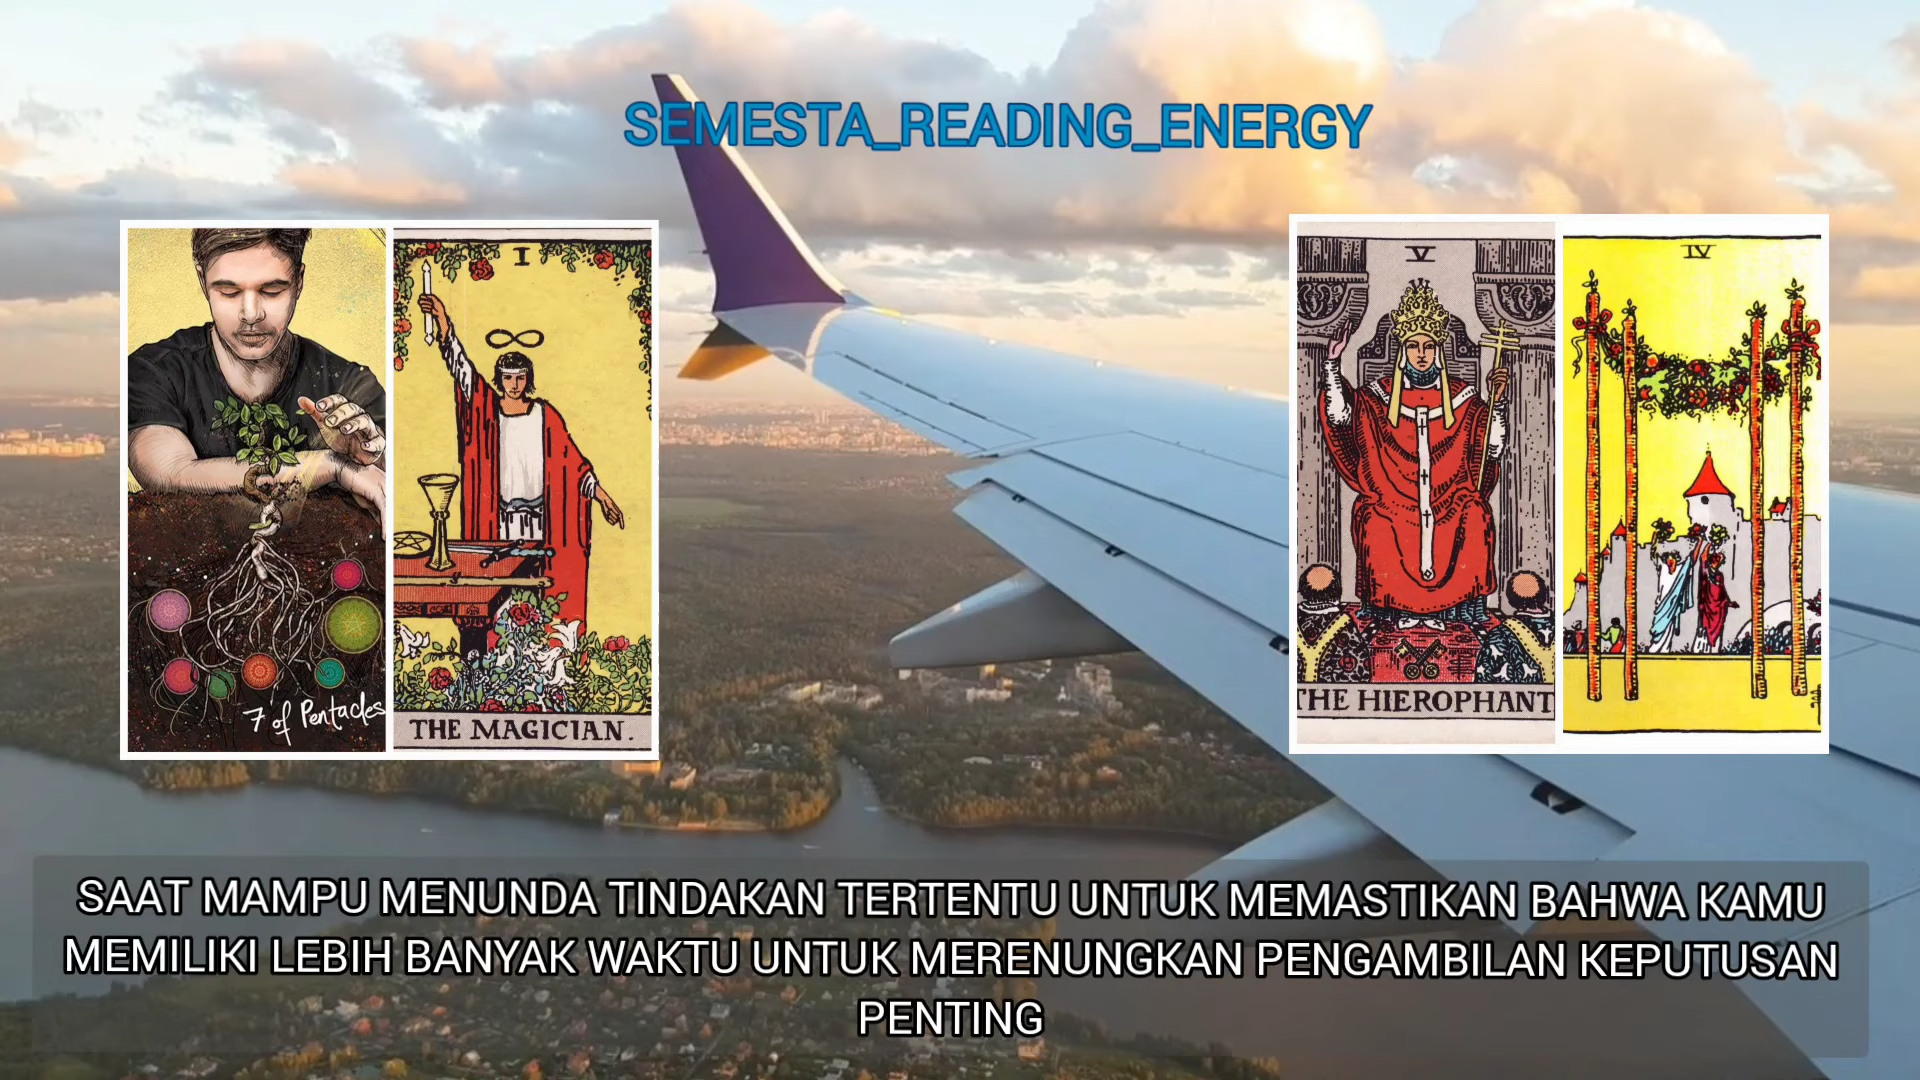 SEMESTA_READING_ENERGY
7 of Pentacles
I
THE MAGICIAN.
V
THE HIEROPHANT
IV
SAAT MAMPU MENUNDA TINDAKAN TERTENTU UNTUK MEMASTIKAN BAHWA KAMU
MEMILIKI LEBIH BANYAK WAKTU UNTUK MERENUNGKAN PENGAMBILAN KEPUTUSAN
PENTING